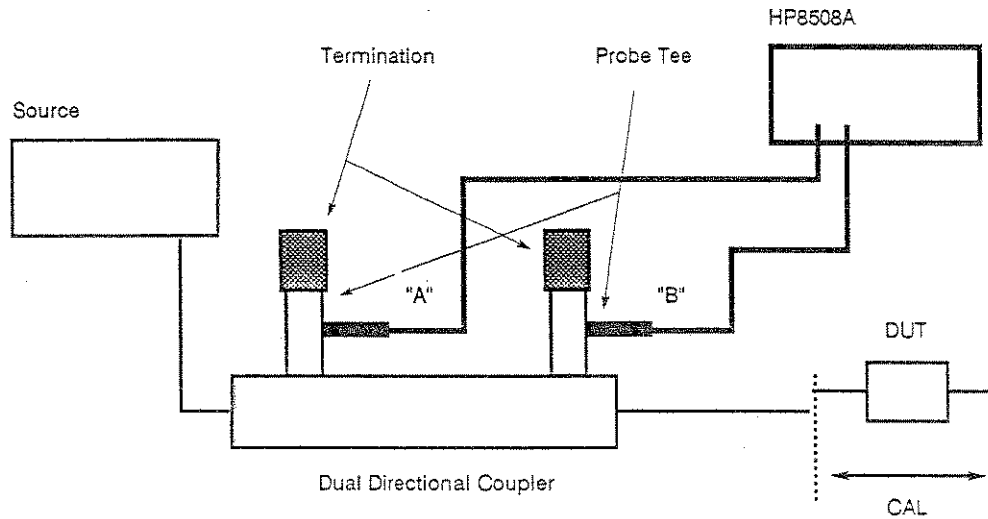 HP8508A
Termination
Probe Tee
Source
"A"
"B"
DUT
Dual Directional Coupler
CAL